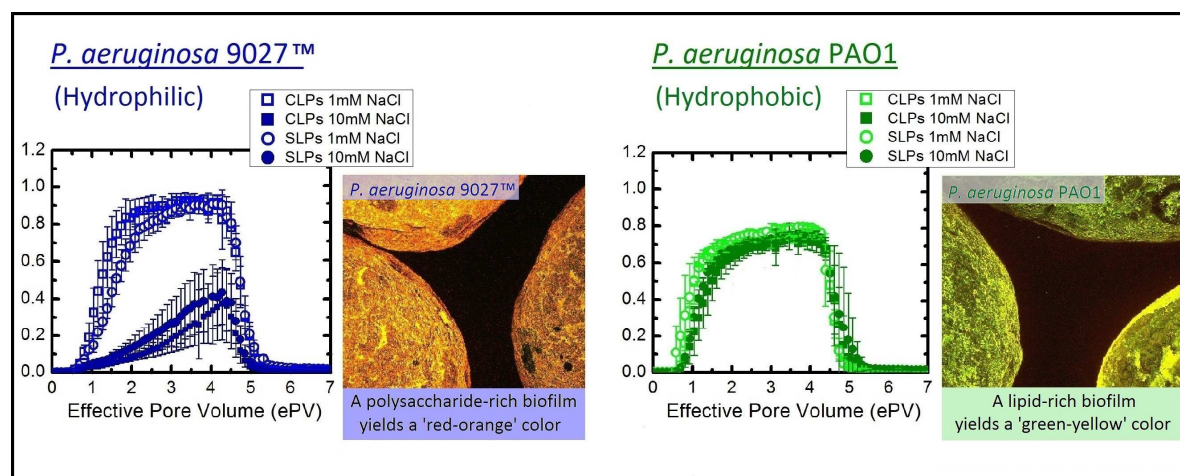 P. aeruginosa 9027™
(Hydrophilic)
CLPs 1mM NaCl
CLPs 10mM NaCl
SLPs 1mM NaCl
SLPs 10mM NaCl
1.2
1.0
0.8
0.6
0.4
0.2
0.0
0 1 2 3 4 5 6 7
Effective Pore Volume (ePV)
P. aeruginosa 9027™
A polysaccharide-rich biofilm
yields a 'red-orange' color
P. aeruginosa PAO1
(Hydrophobic)
CLPs 1mM NaCl
CLPs 10mM NaCl
SLPs 1mM NaCl
SLPs 10mM NaCl
1.2
1.0
0.8
0.6
0.4
0.2
0.0
0 1 2 3 4 5 6 7
Effective Pore Volume (ePV)
P. aeruginosa PAO1
A lipid-rich biofilm
yields a 'green-yellow' color